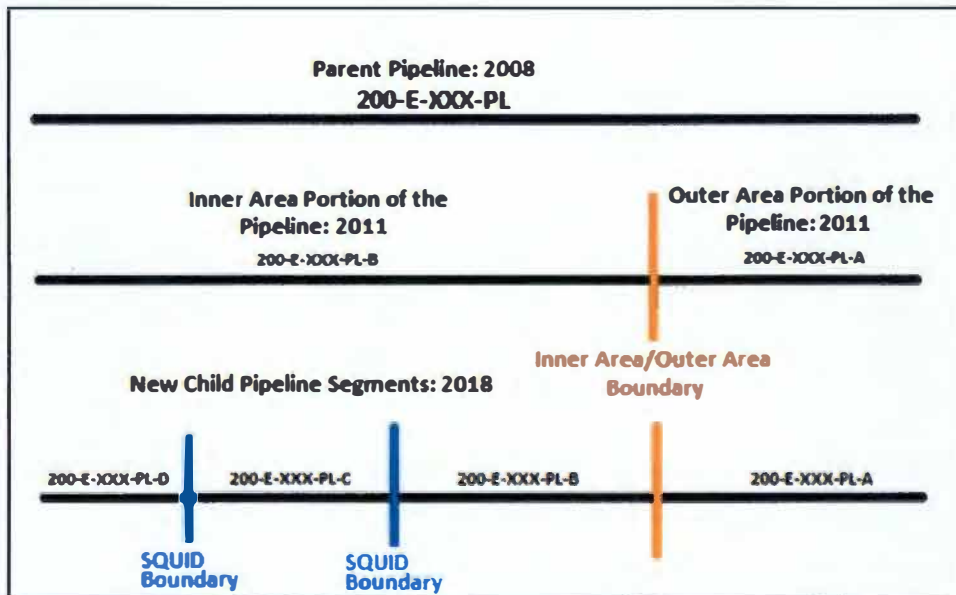 Parent Pipeline: 2008
200-E-XXX-PL
Inner Area Portion of the
Pipeline: 2011
200-E-XXX-PL-B
Outer Area Portion of the
Pipeline: 2011
200-E-XXX-PL-A
Inner Area/Outer Area
Boundary
New Child Pipeline Segments: 2018
200-E-XXX-PL-D
200-E-XXX-PL-C
200-E-XXX-PL-B
200-E-XXX-PL-A
SQUID
Boundary
SQUID
Boundary